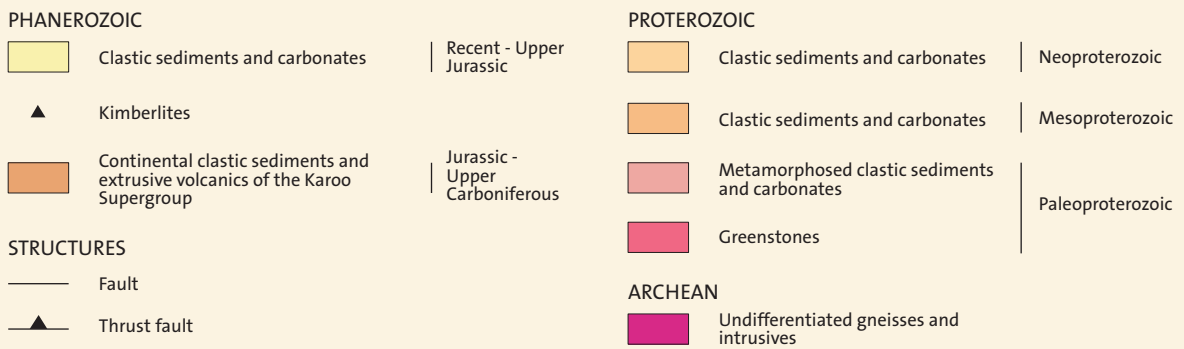 PHANEROZOIC
Clastic sediments and carbonates
Recent - Upper
Jurassic
Kimberlites
Continental clastic sediments and
extrusive volcanics of the Karoo
Supergroup
Jurassic -
Upper
Carboniferous
STRUCTURES
Fault
Thrust fault
PROTEROZOIC
Clastic sediments and carbonates
Neoproterozoic
Clastic sediments and carbonates
Mesoproterozoic
Metamorphosed clastic sediments
and carbonates
Greenstones
Paleoproterozoic
ARCHEAN
Undifferentiated gneisses and
intrusives